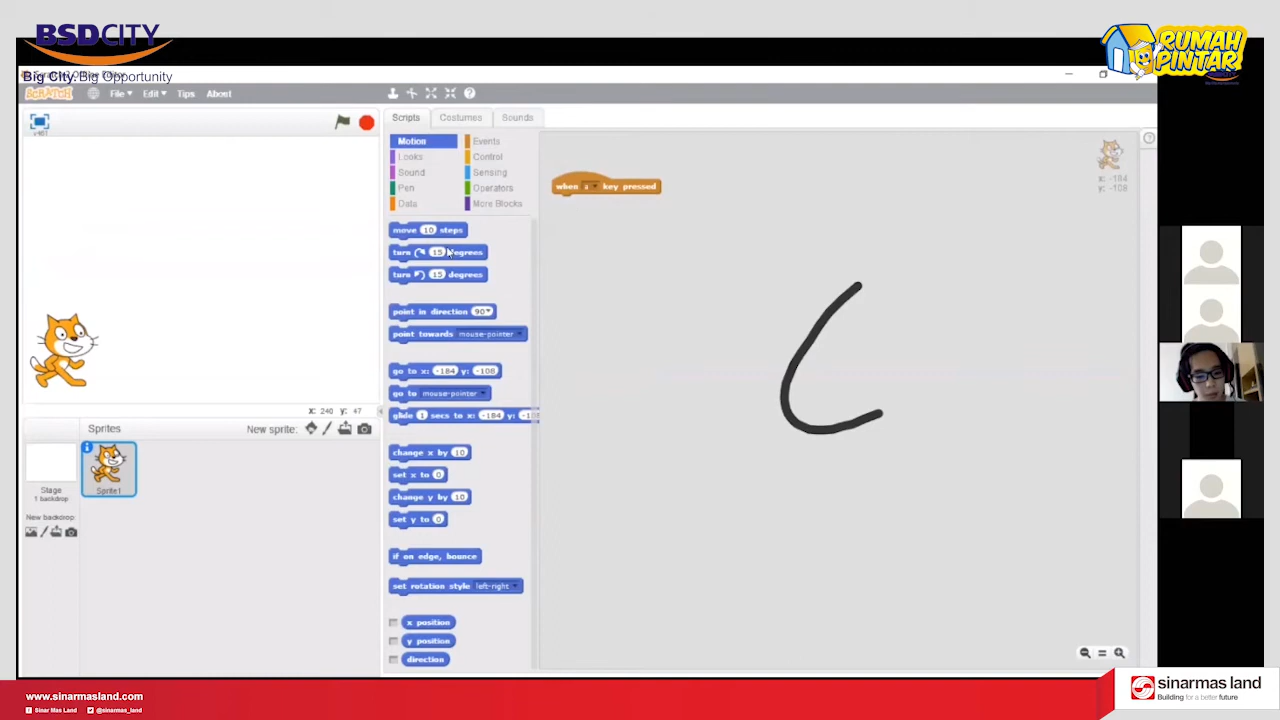 BSDCITY
Big City Big Opportunity
RUMAH
PINTAR
SCRATCH
File Edit Tips About
v461
Scripts Costumes Sounds
Motion
Looks
Sound
Pen
Data
Events
Control
Sensing
Operators
More Blocks
move 10 steps
turn 15 degrees
turn 15 degrees
point in direction 90
point towards mouse-pointer
go to x: -184 y: -108
go to mouse-pointer
glide 1 secs to x: -184 y: -108
change x by 10
set x to 0
change y by 10
set y to 0
if on edge, bounce
set rotation style left-right
x position
y position
direction
when key pressed
x: -184
y: -108
x: 240 y: 47
Sprites New sprite:
Stage
1 backdrop
Sprite1
New backdrop
www.sinarmasland.com
Sinar Mas Land @sinarmas_land
sinarmas land
Building for a better future